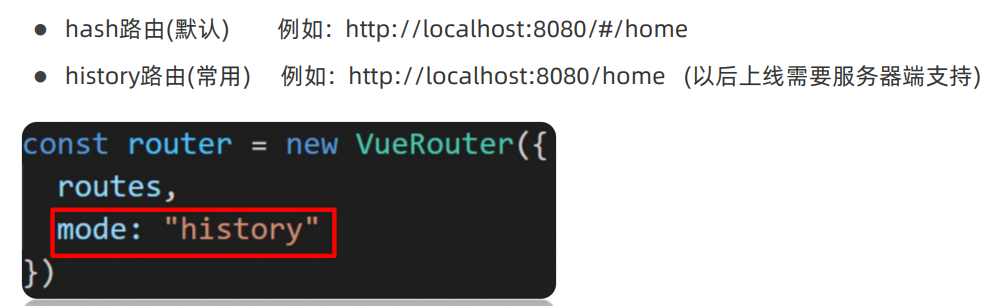 ● hash路由(默认) 例如：http://localhost:8080/#/home
● history路由(常用) 例如：http://localhost:8080/home (以后上线需要服务器端支持)
const router = new VueRouter({
  routes,
  mode: "history"
})